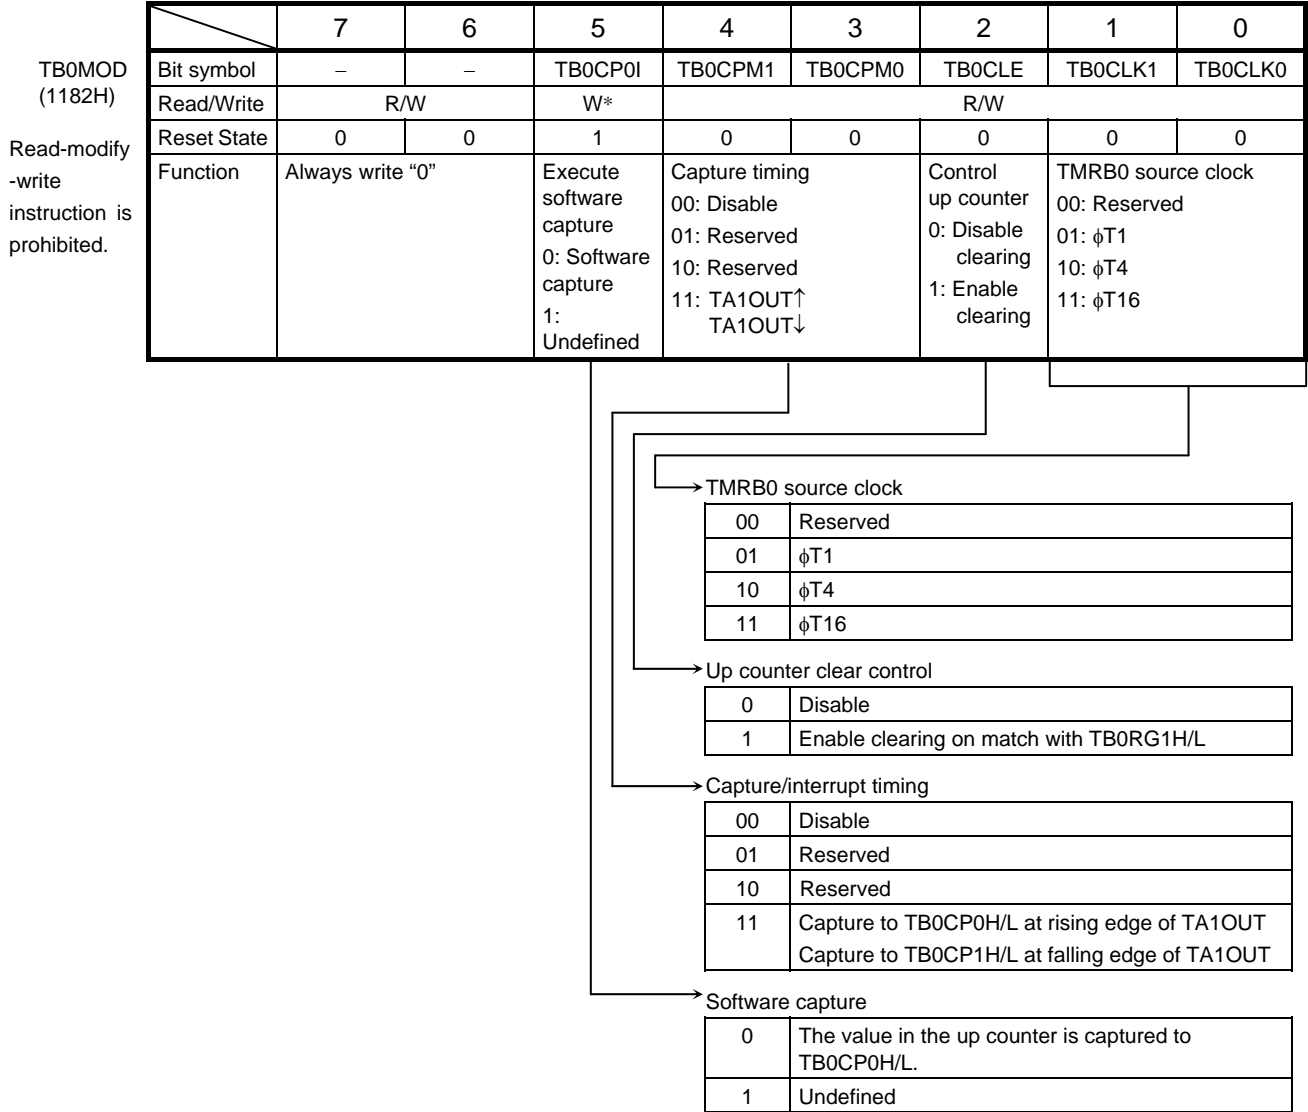 7 6 5 4 3 2 1 0
TB0MOD
(1182H)
Read-modify
-write
instruction is
prohibited.
Bit symbol – – TB0CP0I TB0CPM1 TB0CPM0 TB0CLE TB0CLK1 TB0CLK0
Read/Write R/W W* R/W
Reset State 0 0 1 0 0 0 0 0
Function
Always write “0”
Execute
software
capture
0: Software
capture
1:
Undefined
Capture timing
00: Disable
01: Reserved
10: Reserved
11: TA1OUT↑
TA1OUT↓
Control
up counter
0: Disable
clearing
1: Enable
clearing
TMRB0 source clock
00: Reserved
01: ϕT1
10: ϕT4
11: ϕT16
TMRB0 source clock
00 Reserved
01 ϕT1
10 ϕT4
11 ϕT16
Up counter clear control
0 Disable
1 Enable clearing on match with TB0RG1H/L
Capture/interrupt timing
00 Disable
01 Reserved
10 Reserved
11 Capture to TB0CP0H/L at rising edge of TA1OUT
Capture to TB0CP1H/L at falling edge of TA1OUT
Software capture
0 The value in the up counter is captured to
TB0CP0H/L.
1 Undefined